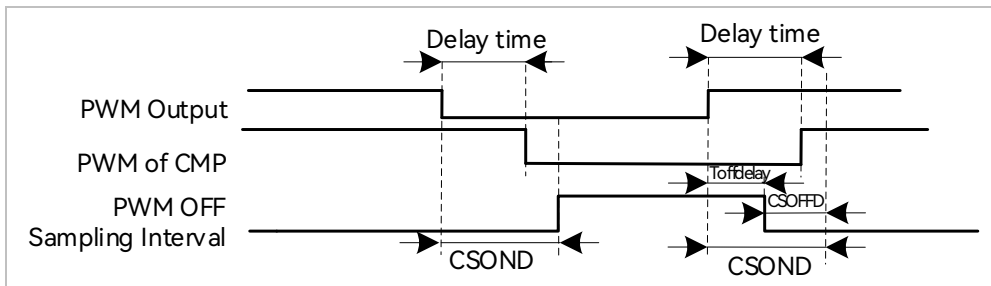 Delay time
Delay time
PWM Output
PWM of CMP
Toffdelay
PWM OFF
CSOFFD
Sampling Interval
CSOND
CSOND